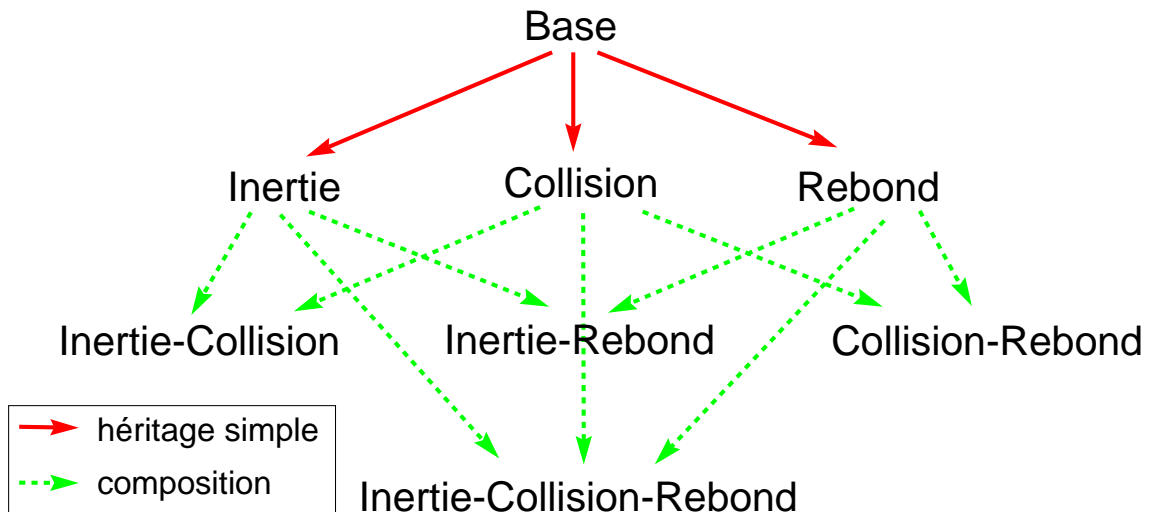 Base
Inertie
Collision
Rebond
Inertie-Collision
Inertie-Rebond
Collision-Rebond
héritage simple
composition
Inertie-Collision-Rebond